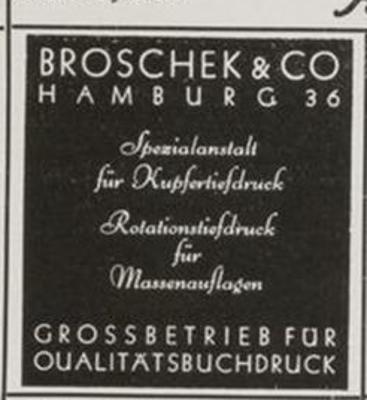 BROSCHEK & CO
HAMBURG 36
Spezialanstalt
für Kupfertiefdruck
Rotationstiefdruck
für
Massenauflagen
GROSSBETRIEB FÜR
QUALITÄTSBUCHDRUCK